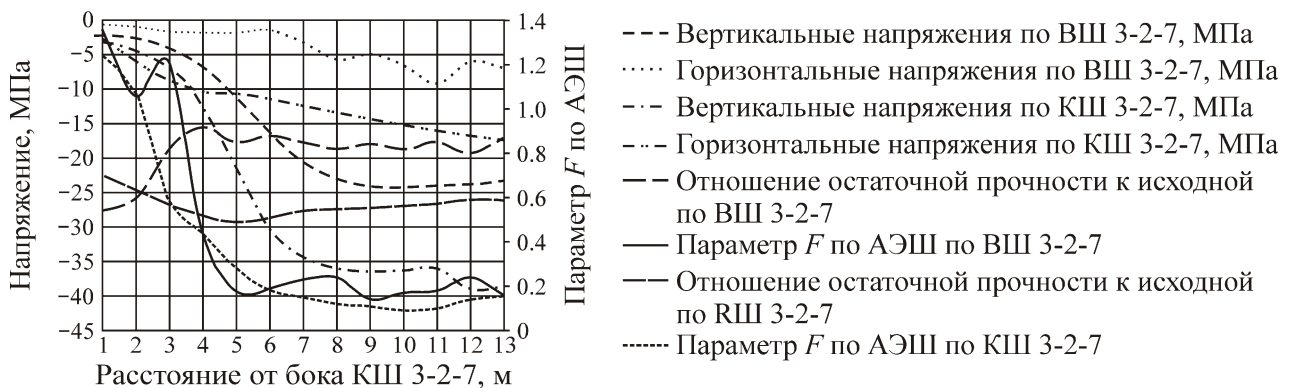 Напряжение, МПа
0
−5
−10
−15
−20
−25
−30
−35
−40
−45
1 2 3 4 5 6 7 8 9 10 11 12 13
Расстояние от бока КШ 3-2-7, м
1.4
1.2
1.0
0.8
0.6
0.4
0.2
0
Параметр F по АЭШ
Вертикальные напряжения по ВШ 3-2-7, МПа
Горизонтальные напряжения по ВШ 3-2-7, МПа
Вертикальные напряжения по КШ 3-2-7, МПа
Горизонтальные напряжения по КШ 3-2-7, МПа
Отношение остаточной прочности к исходной
по ВШ 3-2-7
Параметр F по АЭШ по ВШ 3-2-7
Отношение остаточной прочности к исходной
по RШ 3-2-7
Параметр F по АЭШ по КШ 3-2-7